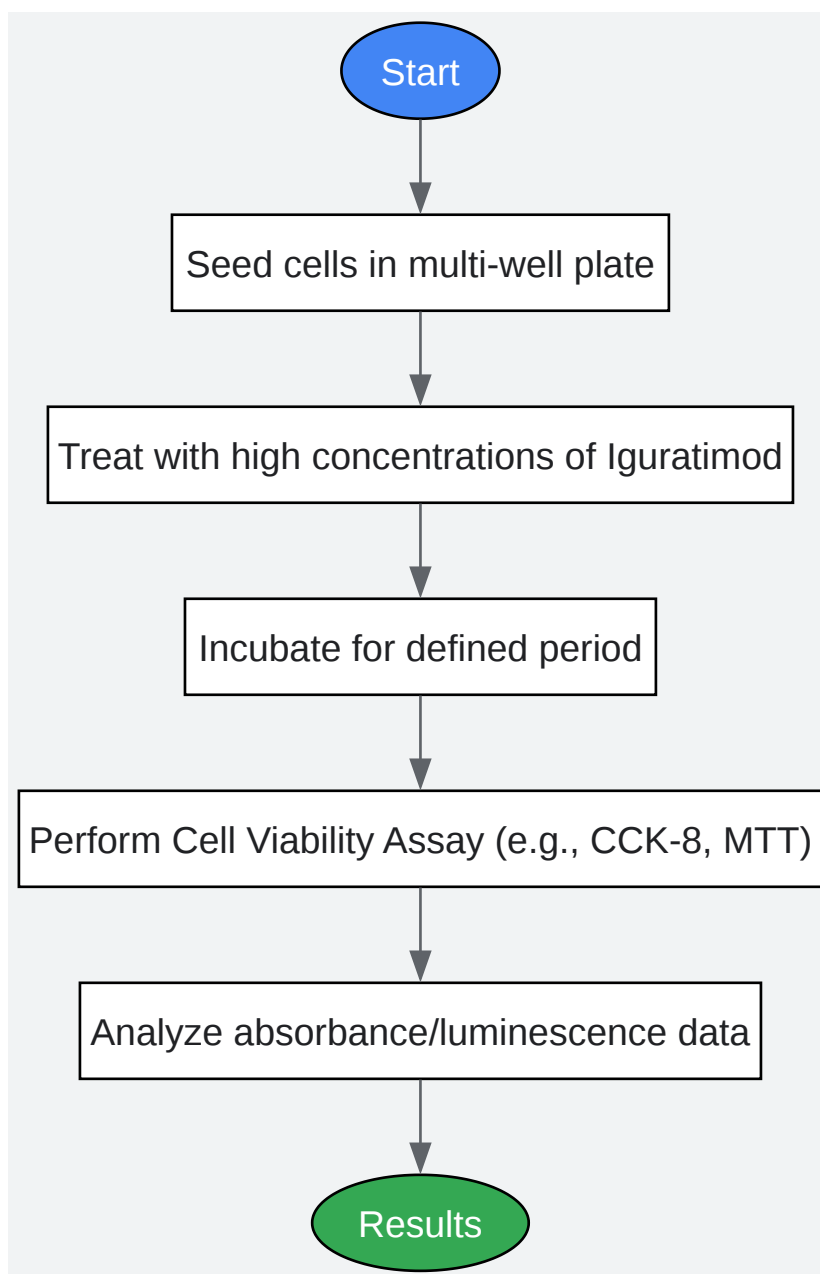 Start
Seed cells in multi-well plate
Treat with high concentrations of Iguratimod
Incubate for defined period
Perform Cell Viability Assay (e.g., CCK-8, MTT)
Analyze absorbance/luminescence data
Results